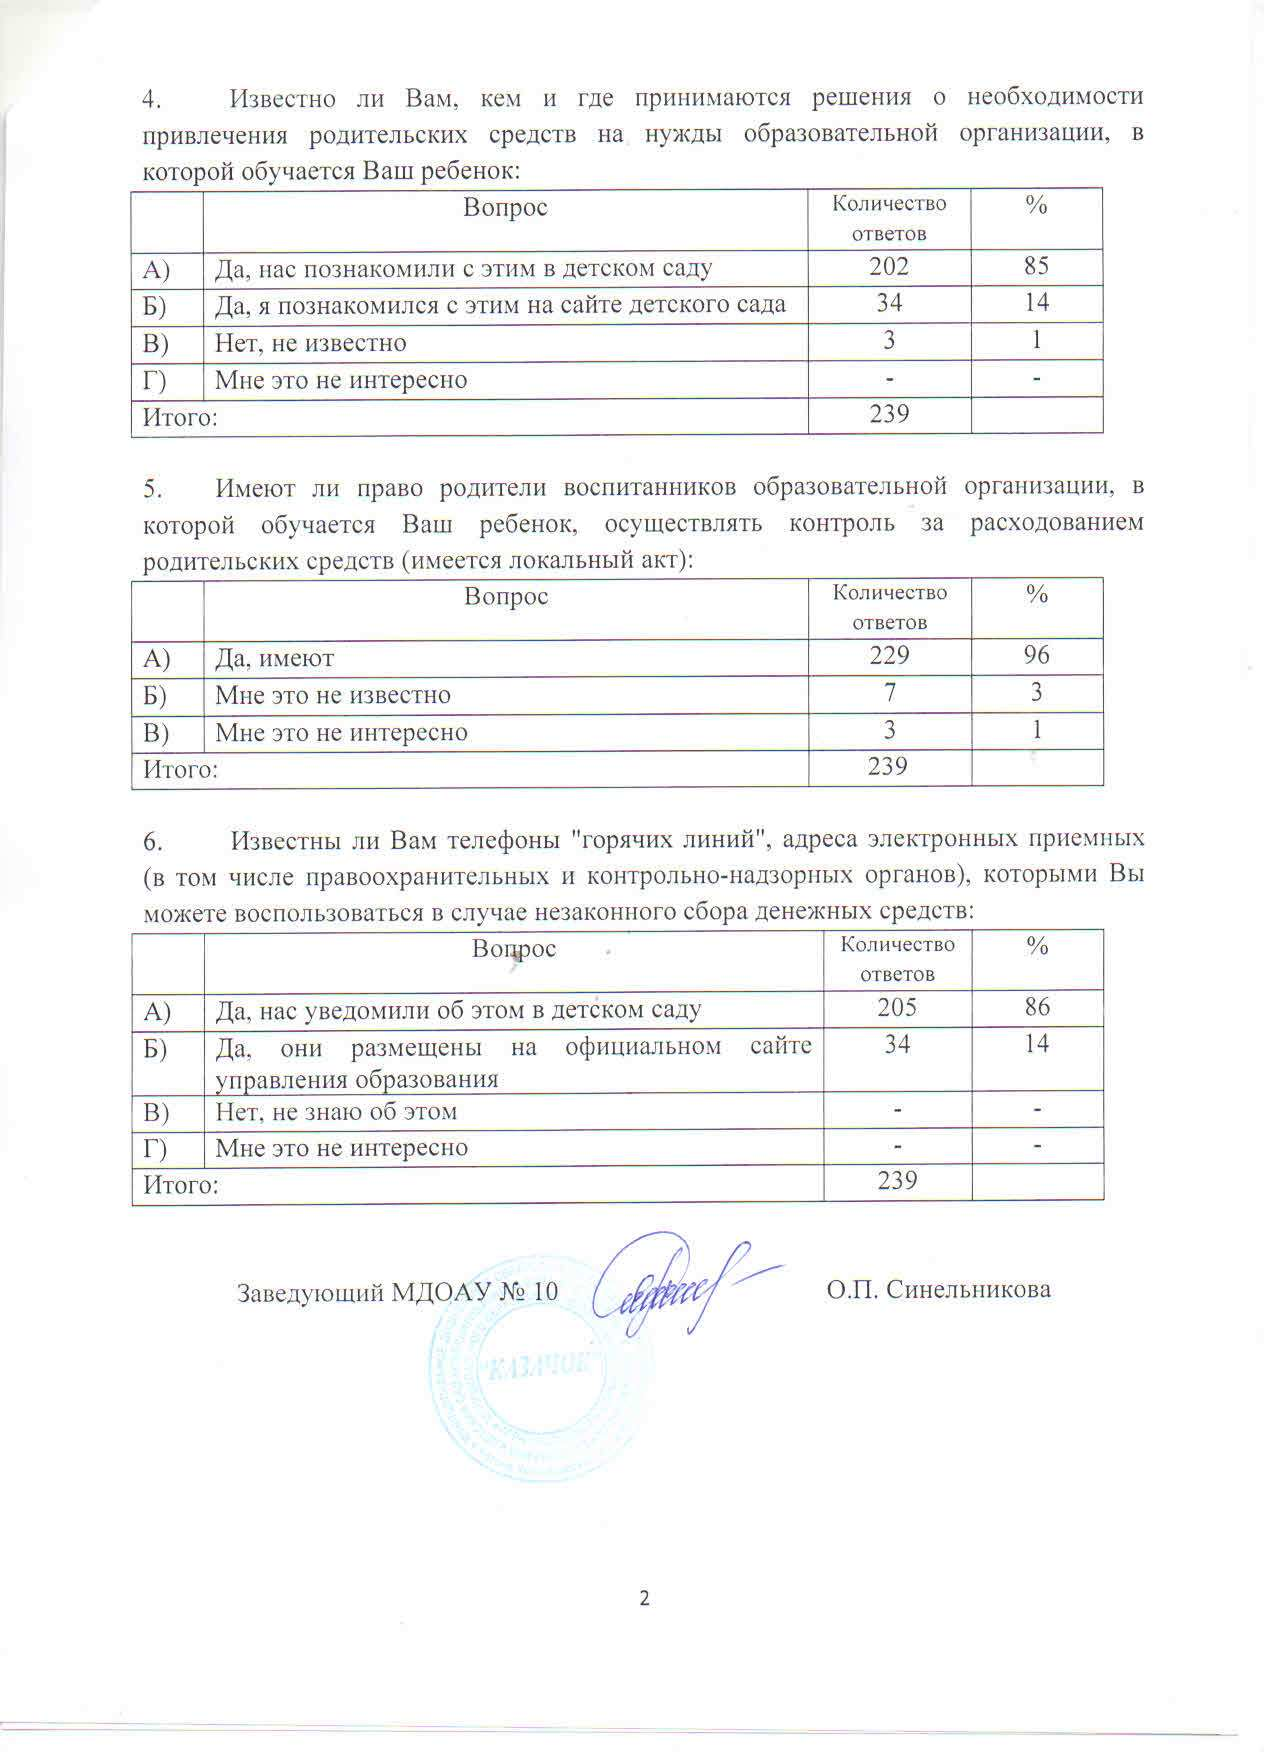 4. Известно ли Вам, кем и где принимаются решения о необходимости
привлечения родительских средств на нужды образовательной организации, в
которой обучается Ваш ребенок:
Вопрос Количество ответов %
А) Да, нас познакомили с этим в детском саду 202 85
Б) Да, я познакомился с этим на сайте детского сада 34 14
В) Нет, не известно 3 1
Г) Мне это не интересно - -
Итого: 239
5. Имеют ли право родители воспитанников образовательной организации, в
которой обучается Ваш ребенок, осуществлять контроль за расходованием
родительских средств (имеется локальный акт):
Вопрос Количество ответов %
А) Да, имеют 229 96
Б) Мне это не известно 7 3
В) Мне это не интересно 3 1
Итого: 239
6. Известны ли Вам телефоны "горячих линий", адреса электронных приемных
(в том числе правоохранительных и контрольно-надзорных органов), которыми Вы
можете воспользоваться в случае незаконного сбора денежных средств:
Вопрос Количество ответов %
А) Да, нас уведомили об этом в детском саду 205 86
Б) Да, они размещены на официальном сайте 34 14
управления образования
В) Нет, не знаю об этом - -
Г) Мне это не интересно - -
Итого: 239
Заведующий МДОАУ № 10 О.П. Синельникова
"КАЗАЧОК"
2